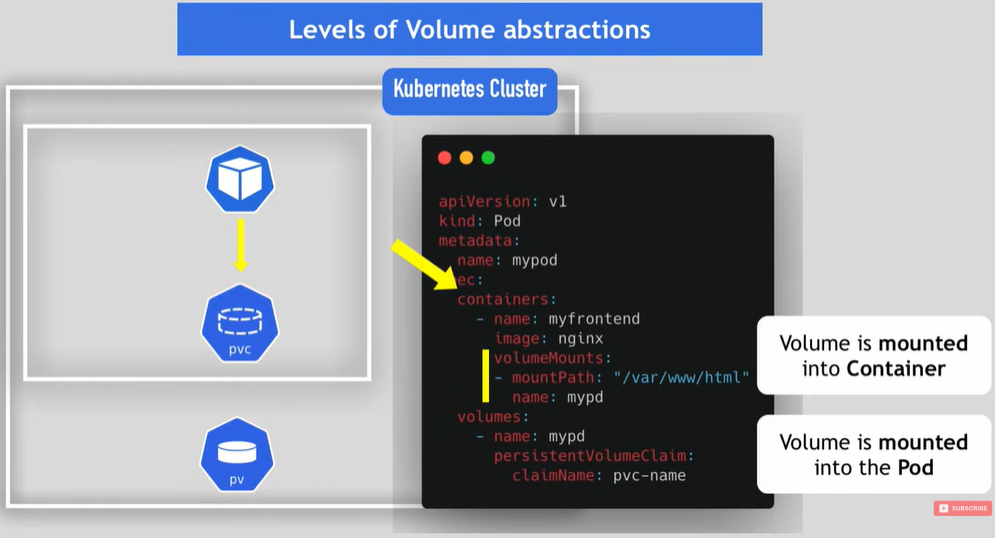 Levels of Volume abstractions
Kubernetes Cluster
pvc
pv
apiVersion: v1
kind: Pod
metadata:
name: mypod
ec:
containers:
- name: myfrontend
image: nginx
volumeMounts:
- mountPath: "/var/www/html"
name: mypd
volumes:
- name: mypd
persistentVolumeClaim:
claimName: pvc-name
Volume is mounted
into Container
Volume is mounted
into the Pod
SUBSCRIBE